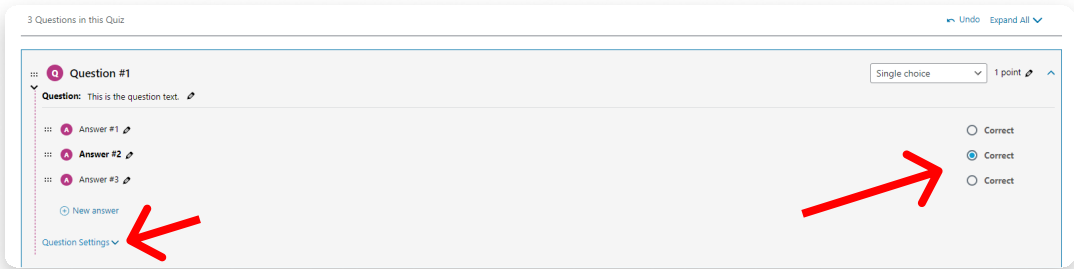 3 Questions in this Quiz Undo Expand All
Q Question #1 Single choice 1 point
Question: This is the question text.
A Answer #1 Correct
A Answer #2 Correct
A Answer #3 Correct
New answer
Question Settings